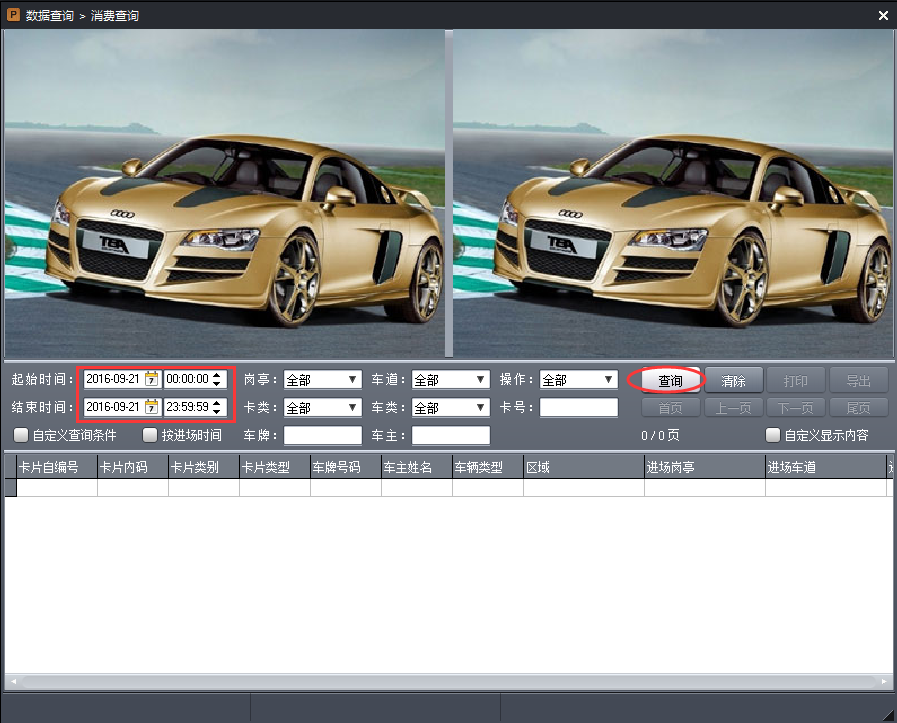 P 数据查询 > 消费查询
TBA
TBA
起始时间: 2016-09-21 7 00:00:00 岗亭: 全部 车道: 全部 操作: 全部 查询 清除 打印 导出
结束时间: 2016-09-21 7 23:59:59 卡类: 全部 车类: 全部 卡号: 首页 上一页 下一页 尾页
自定义查询条件 按进场时间 车牌: 车主: 0 / 0 页 自定义显示内容
卡片自编号 卡片内码 卡片类别 卡片类型 车牌号码 车主姓名 车辆类型 区域 进场岗亭 进场车道